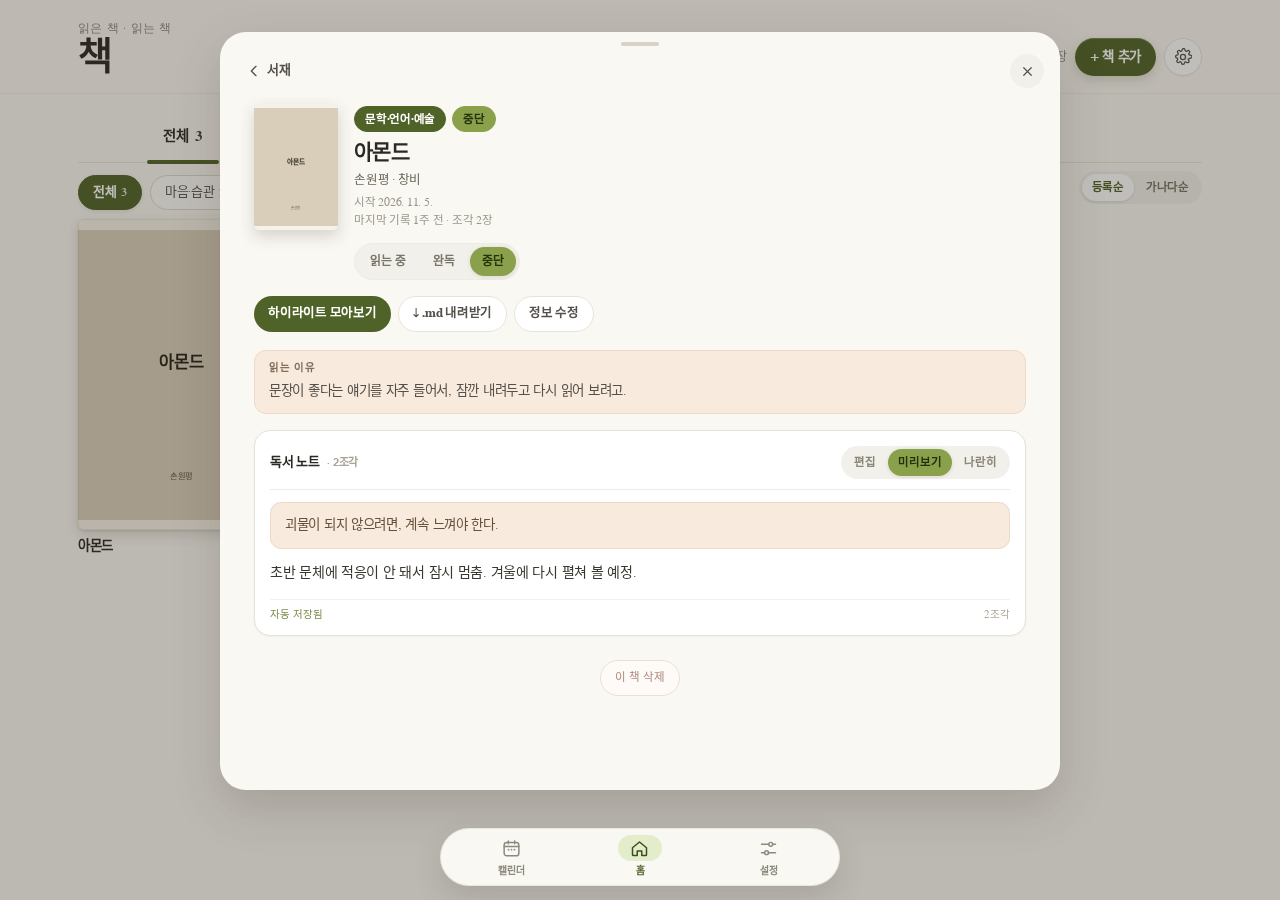 읽은 책 · 읽는 책
책
+ 책 추가
전체 3
전체 3
마음·습관
등록순
가나다순
아몬드
손원평
아몬드
서재
아몬드
손원평
문학·언어·예술
중단
아몬드
손원평 · 창비
시작 2026. 11. 5.
마지막 기록 1주 전 · 조각 2장
읽는 중
완독
중단
하이라이트 모아보기
↓ .md 내려받기
정보 수정
읽는 이유
문장이 좋다는 얘기를 자주 들어서, 잠깐 내려두고 다시 읽어 보려고.
독서 노트 · 2조각
편집
미리보기
나란히
괴물이 되지 않으려면, 계속 느껴야 한다.
초반 문체에 적응이 안 돼서 잠시 멈춤. 겨울에 다시 펼쳐 볼 예정.
자동 저장됨
2조각
이 책 삭제
캘린더
홈
설정